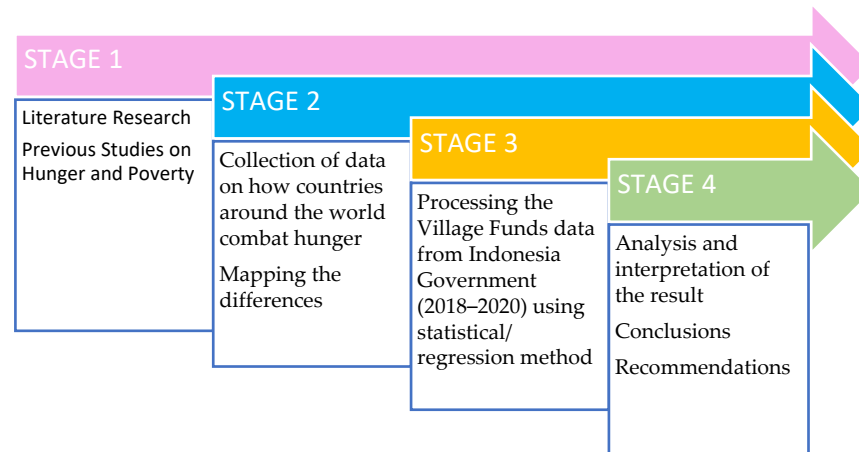 STAGE 1
Literature Research
Previous Studies on
Hunger and Poverty
STAGE 2
Collection of data
on how countries
around the world
combat hunger
Mapping the
differences
STAGE 3
Processing the
Village Funds data
from Indonesia
Government
(2018–2020) using
statistical/
regression method
STAGE 4
Analysis and
interpretation of
the result
Conclusions
Recommendations